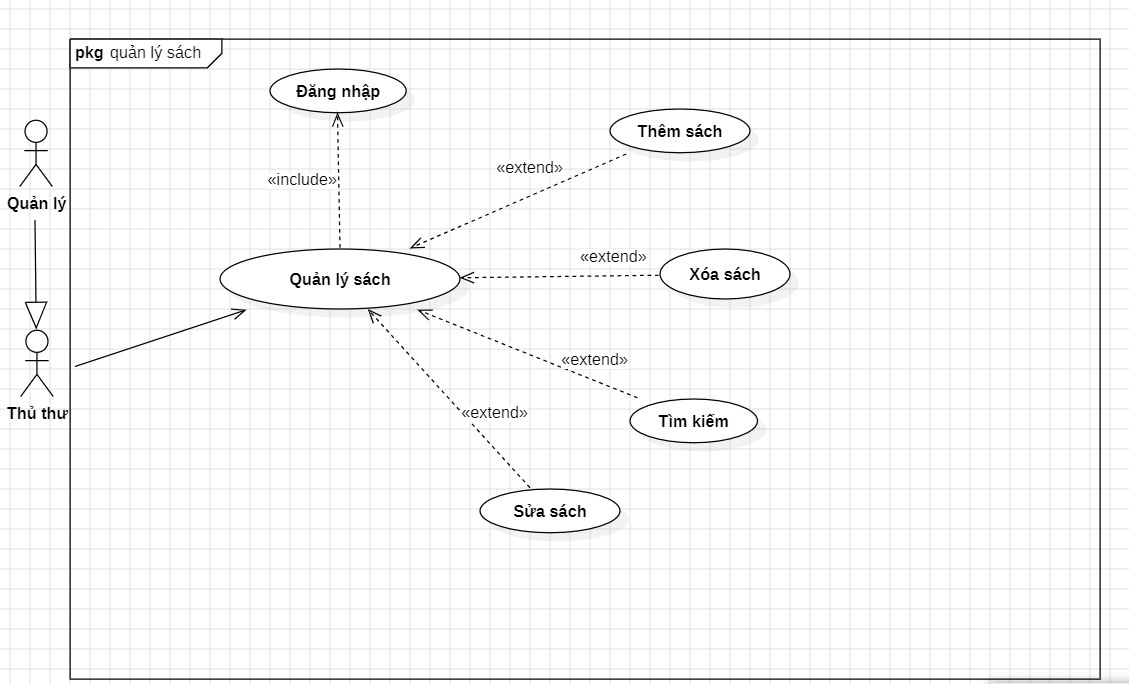 pkg quản lý sách
Đăng nhập
Thêm sách
«extend»
«include»
Quản lý
«extend»
Xóa sách
Quản lý sách
«extend»
Thủ thư
«extend»
Tìm kiếm
Sửa sách